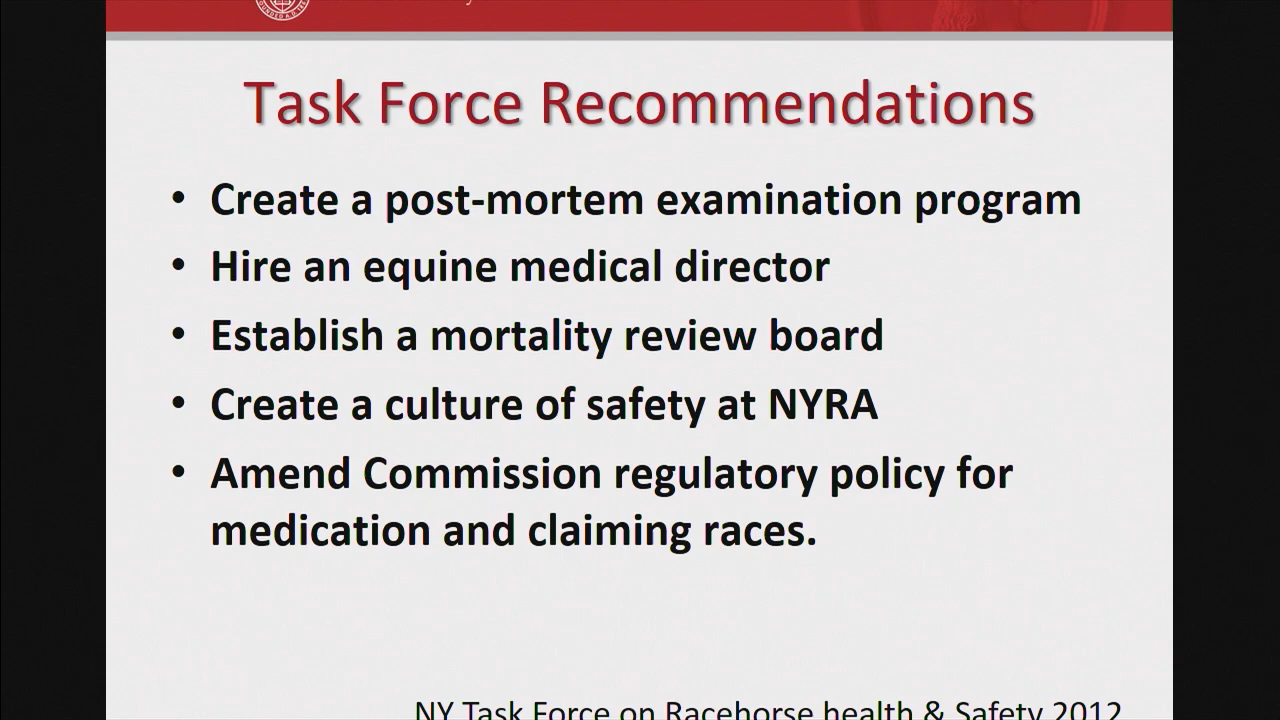 Task Force Recommendations
• Create a post-mortem examination program
• Hire an equine medical director
• Establish a mortality review board
• Create a culture of safety at NYRA
• Amend Commission regulatory policy for
medication and claiming races.
NY Task Force on Racehorse health & Safety 2012